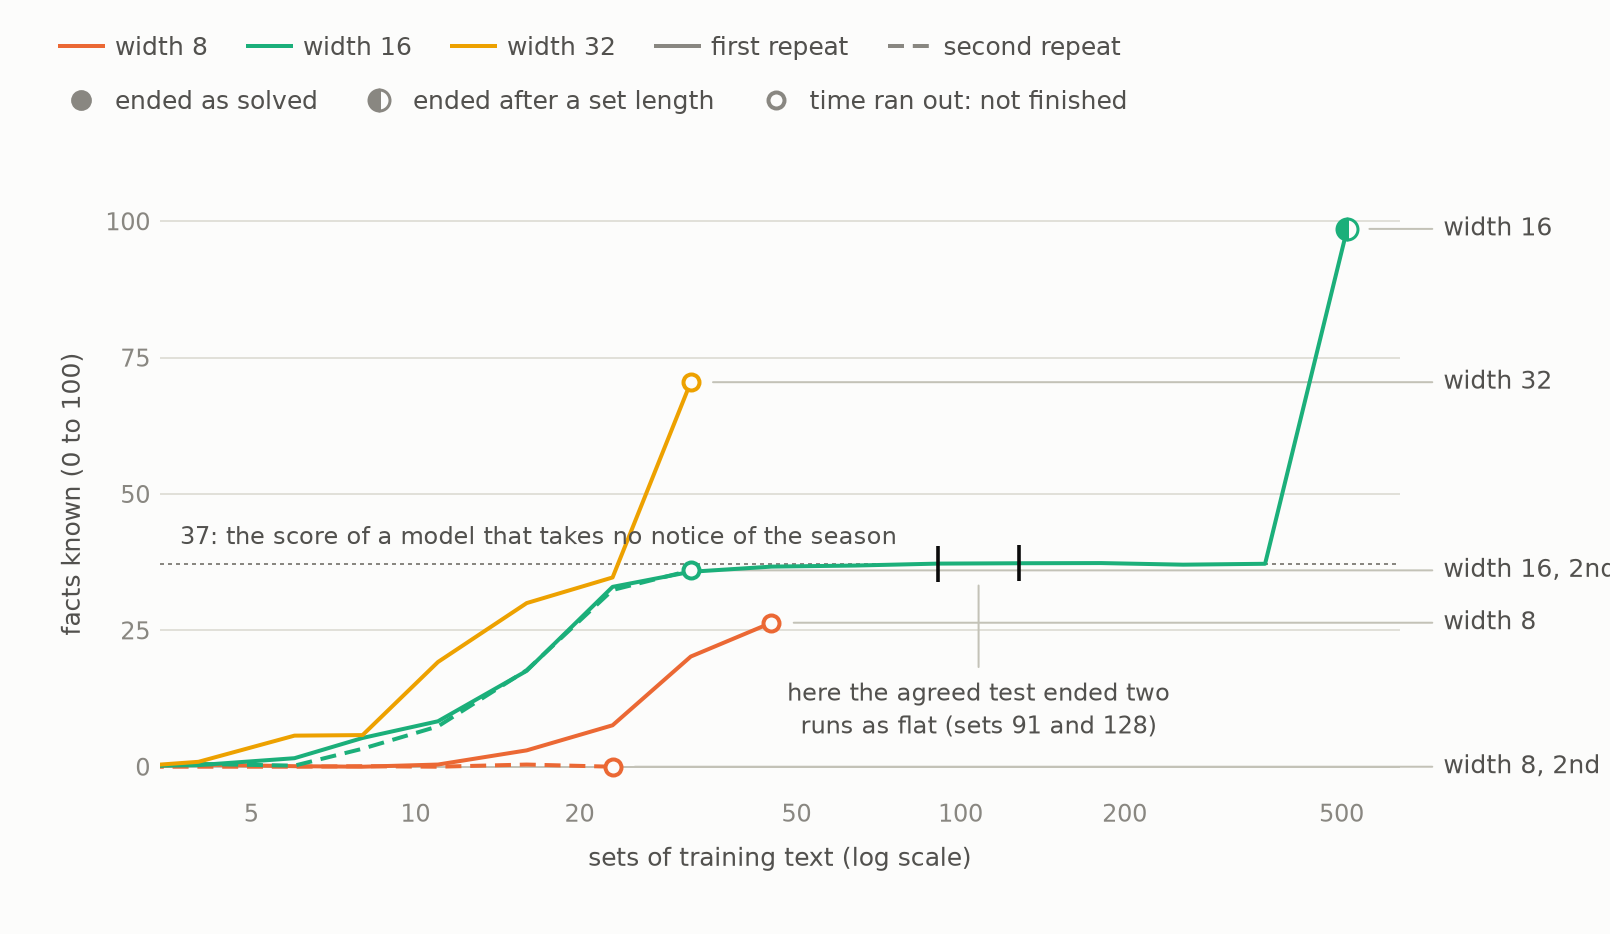 width 8 width 16 width 32 first repeat second repeat
ended as solved ended after a set length time ran out: not finished
100
75
50
25
0
facts known (0 to 100)
37: the score of a model that takes no notice of the season
here the agreed test ended two
runs as flat (sets 91 and 128)
width 16
width 32
width 16, 2nd
width 8
width 8, 2nd
5 10 20 50 100 200 500
sets of training text (log scale)